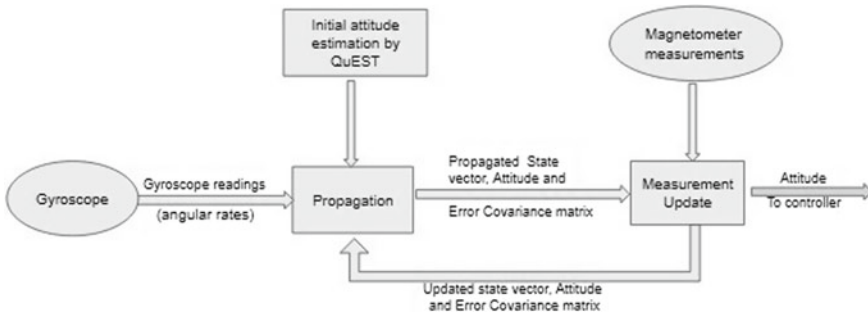 Initial attitude
estimation by
QuEST
Magnetometer
measurements
Gyroscope
Gyroscope readings
(angular rates)
Propagation
Propagated State
vector, Attitude and
Error Covariance matrix
Measurement
Update
Attitude
To controller
Updated state vector, Attitude
and Error Covariance matrix